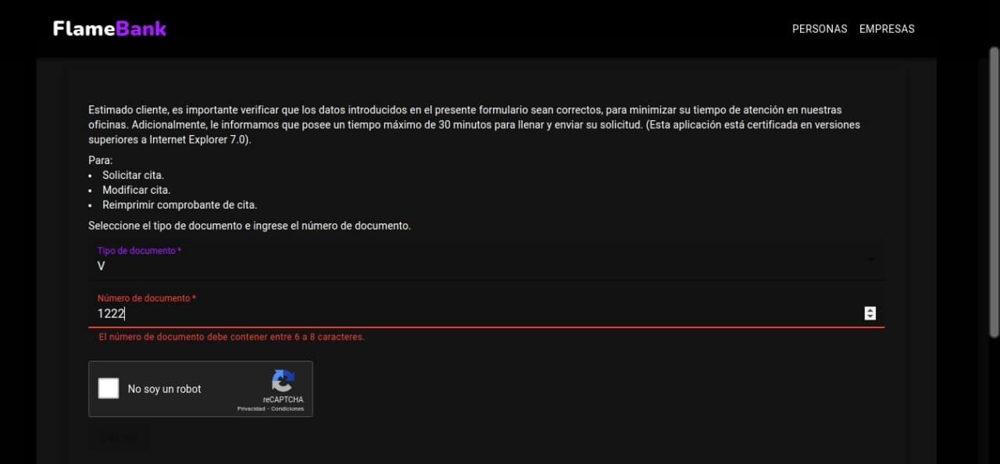 FlameBank
PERSONAS EMPRESAS
Estimado cliente, es importante verificar que los datos introducidos en el presente formulario sean correctos, para minimizar su tiempo de atención en nuestras
oficinas. Adicionalmente, le informamos que posee un tiempo máximo de 30 minutos para llenar y enviar su solicitud. (Esta aplicación está certificada en versiones
superiores a Internet Explorer 7.0).
Para:
• Solicitar cita.
• Modificar cita.
• Reimprimir comprobante de cita.
Seleccione el tipo de documento e ingrese el número de documento.
Tipo de documento *
V
Número de documento *
1222
El número de documento debe contener entre 6 a 8 caracteres.
No soy un robot
reCAPTCHA
Privacidad - Condiciones